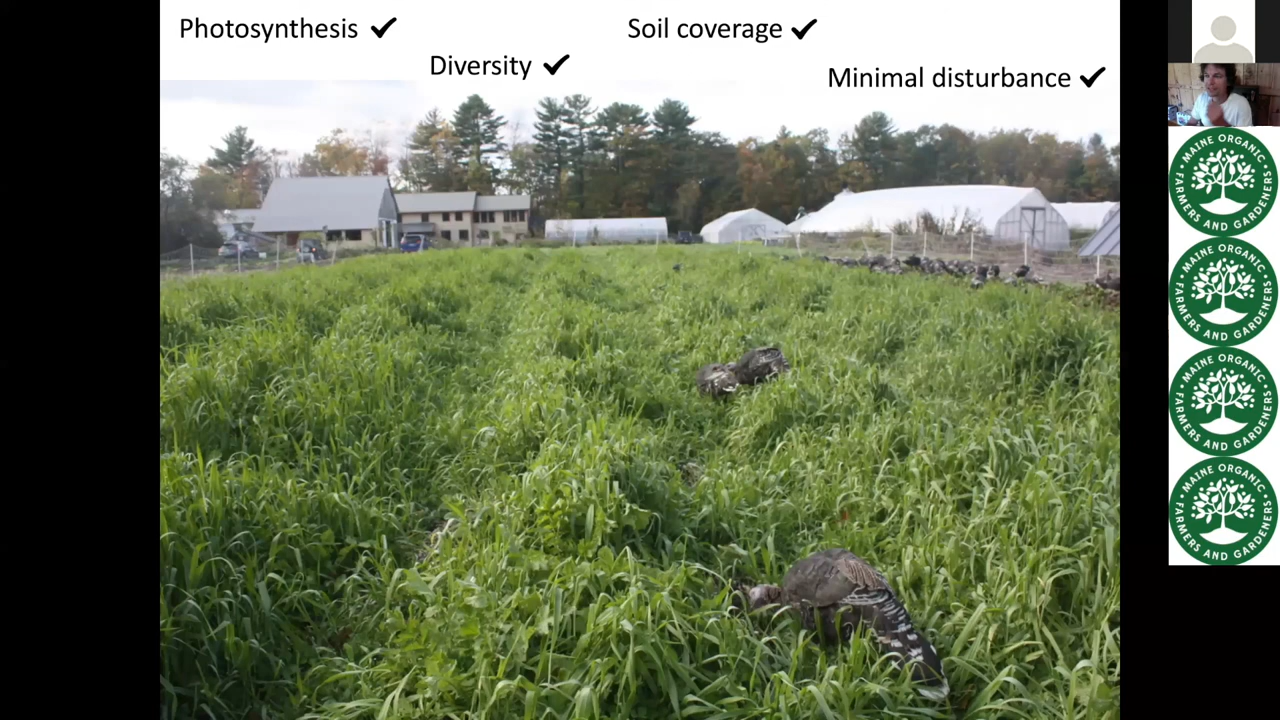 Photosynthesis ✔
Soil coverage ✔
Diversity ✔
Minimal disturbance ✔
MAINE ORGANIC
FARMERS AND GARDENERS
MAINE ORGANIC
FARMERS AND GARDENERS
MAINE ORGANIC
FARMERS AND GARDENERS
MAINE ORGANIC
FARMERS AND GARDENERS